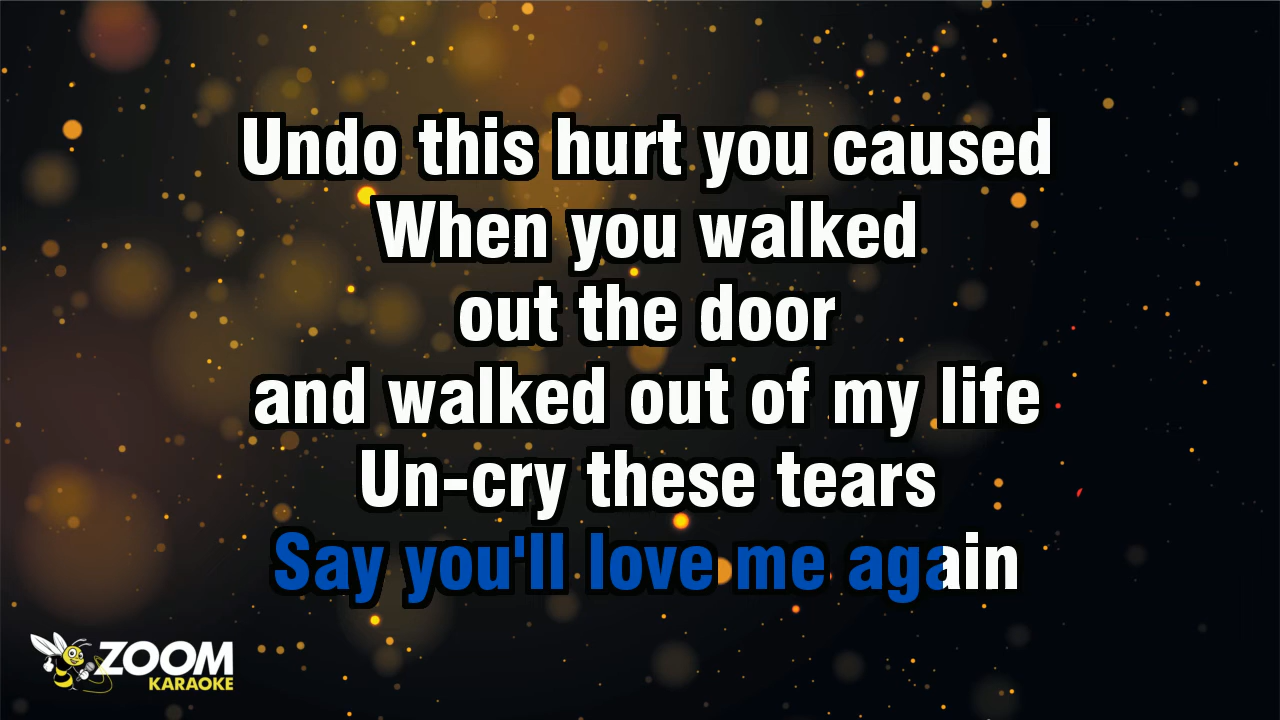 Undo this hurt you caused
When you walked
out the door
and walked out of my life
Un-cry these tears
Say you'll love me again
ZOOM
KARAOKE